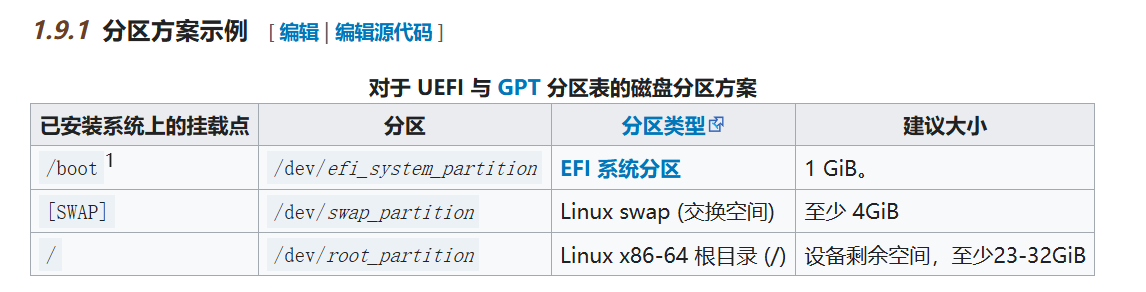 1.9.1 分区方案示例 [ 编辑 | 编辑源代码 ]
对于 UEFI 与 GPT 分区表的磁盘分区方案
已安装系统上的挂载点 分区 分区类型 建议大小
/boot1 /dev/efi_system_partition EFI 系统分区 1 GiB。
[SWAP] /dev/swap_partition Linux swap (交换空间) 至少 4GiB
/ /dev/root_partition Linux x86-64 根目录 (/) 设备剩余空间，至少23-32GiB